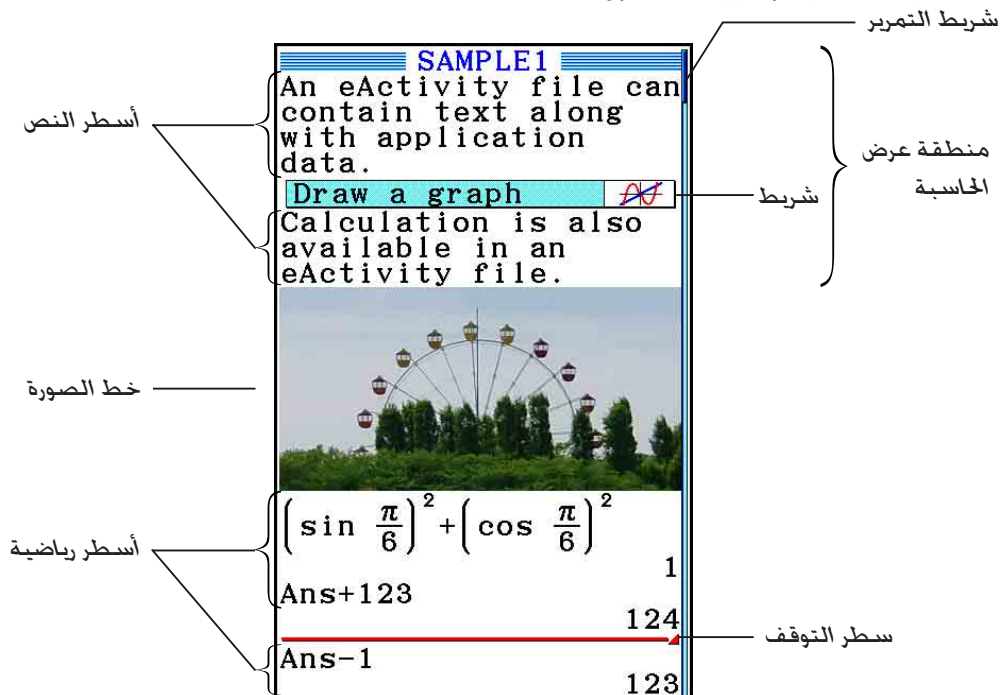 شريط التمرير
SAMPLE1
An eActivity file can
contain text along
with application
data.
أسطر النص
منطقة عرض
الحاسبة
Draw a graph
شريط
Calculation is also
available in an
eActivity file.
خط الصورة
(sin π/6)²+(cos π/6)²
1
أسطر رياضية
Ans+123
124
سطر التوقف
Ans−1
123